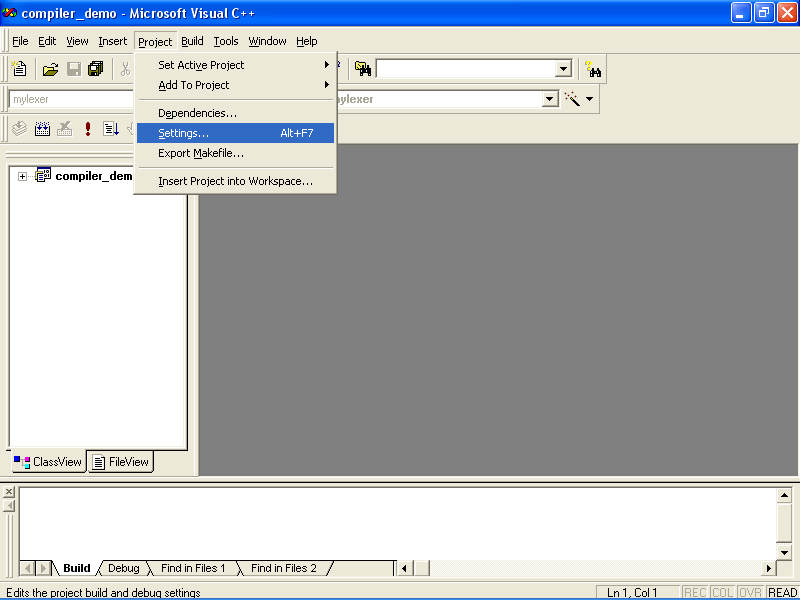 compiler_demo - Microsoft Visual C++
File Edit View Insert Project Build Tools Window Help
Set Active Project
Add To Project
mylexer
mylexer
Dependencies...
Settings... Alt+F7
Export Makefile...
compiler_dem
Insert Project into Workspace...
ClassView FileView
Build Debug Find in Files 1 Find in Files 2
Edits the project build and debug settings Ln 1, Col 1 REC COL OVR READ